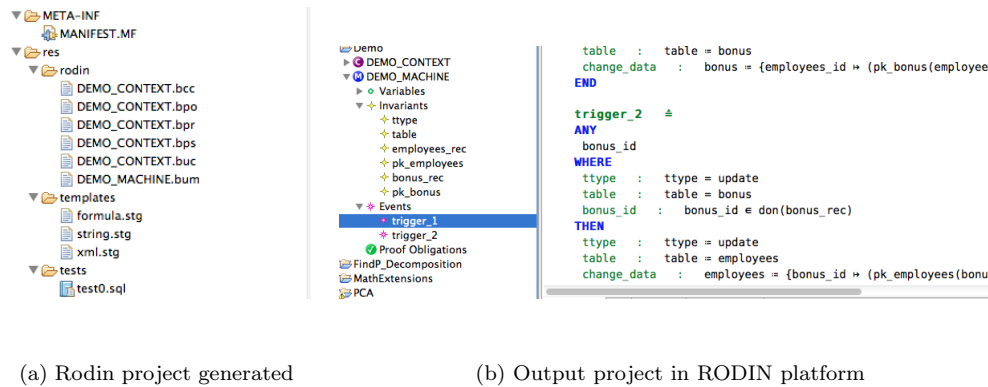 META-INF
MANIFEST.MF
res
rodin
DEMO_CONTEXT.bcc
DEMO_CONTEXT.bpo
DEMO_CONTEXT.bpr
DEMO_CONTEXT.bps
DEMO_CONTEXT.buc
DEMO_MACHINE.bum
templates
formula.stg
string.stg
xml.stg
tests
test0.sql
Demo
DEMO_CONTEXT
DEMO_MACHINE
Variables
Invariants
ttype
table
employees_rec
pk_employees
bonus_rec
pk_bonus
Events
trigger_1
trigger_2
Proof Obligations
FindP_Decomposition
MathExtensions
PCA
table : table ≔ bonus
change_data : bonus ≔ {employees_id ↦ (pk_bonus(employee
END
trigger_2 ≙
ANY
bonus_id
WHERE
ttype : ttype = update
table : table = bonus
bonus_id : bonus_id ∈ don(bonus_rec)
THEN
ttype : ttype ≔ update
table : table ≔ employees
change_data : employees ≔ {bonus_id ↦ (pk_employees(bonu
(a) Rodin project generated
(b) Output project in RODIN platform